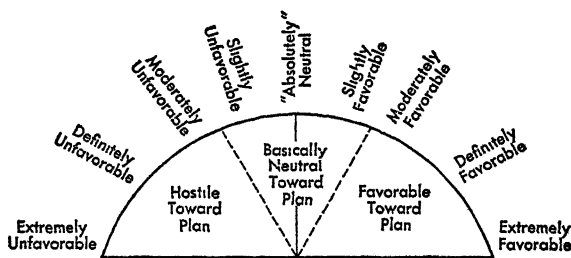 Extremely
Unfavorable
Definitely
Unfavorable
Moderately
Unfavorable
Slightly
Unfavorable
"Absolutely"
Neutral
Slightly
Favorable
Moderately
Favorable
Definitely
Favorable
Extremely
Favorable
Hostile
Toward
Plan
Basically
Neutral
Toward
Plan
Favorable
Toward
Plan